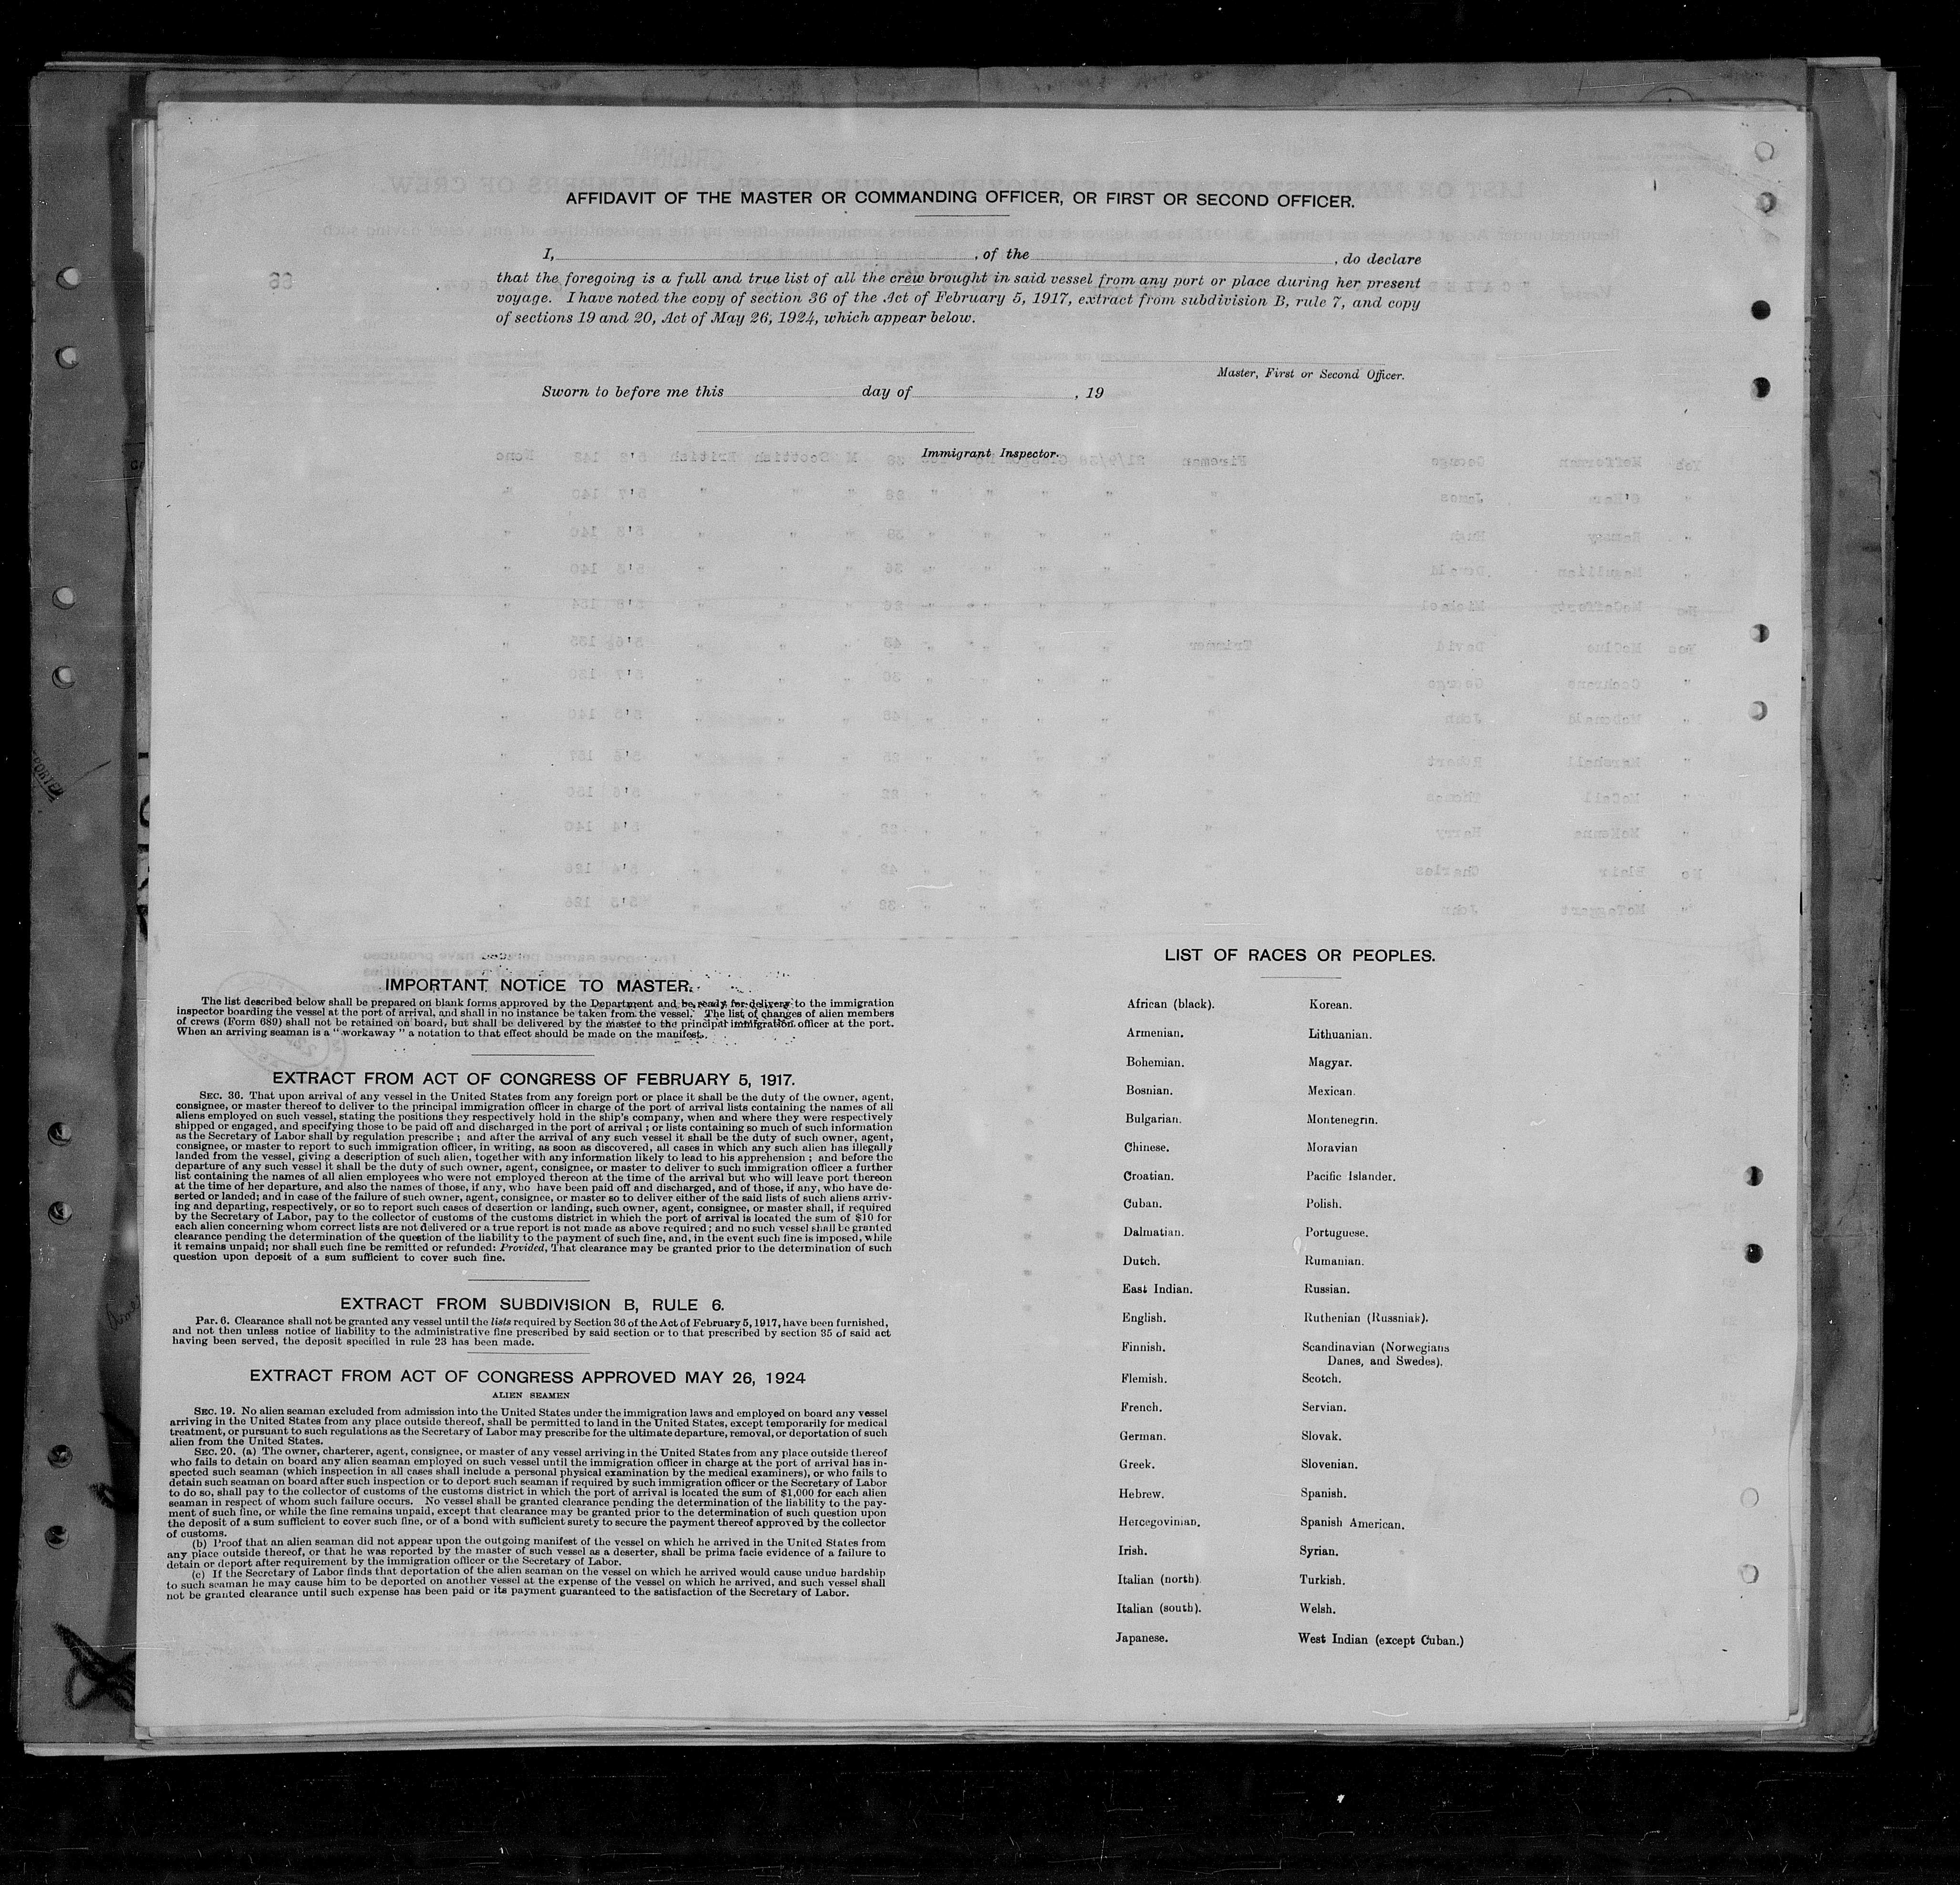 AFFIDAVIT OF THE MASTER OR COMMANDING OFFICER, OR FIRST OR SECOND OFFICER.
I, , of the , do declare
that the foregoing is a full and true list of all the crew brought in said vessel from any port or place during her present
voyage. I have noted the copy of section 36 of the Act of February 5, 1917, extract from subdivision B, rule 7, and copy
of sections 19 and 20, Act of May 26, 1924, which appear below.
Master, First or Second Officer.
Sworn to before me this day of , 19
Immigrant Inspector.
IMPORTANT NOTICE TO MASTER.
The list described below shall be prepared on blank forms approved by the Department and be ready for delivery to the immigration
inspector boarding the vessel at the port of arrival, and shall in no instance be taken from the vessel. The list of changes of alien members
of crews (Form 689) shall not be retained on board, but shall be delivered by the master to the principal immigration officer at the port.
When an arriving seaman is a "workaway" a notation to that effect should be made on the manifest.
EXTRACT FROM ACT OF CONGRESS OF FEBRUARY 5, 1917.
SEC. 36. That upon arrival of any vessel in the United States from any foreign port or place it shall be the duty of the owner, agent,
consignee, or master thereof to deliver to the principal immigration officer in charge of the port of arrival lists containing the names of all
aliens employed on such vessel, stating the positions they respectively hold in the ship's company, when and where they were respectively
shipped or engaged, and specifying those to be paid off and discharged in the port of arrival; or lists containing so much of such information
as the Secretary of Labor shall by regulation prescribe; and after the arrival of any such vessel it shall be the duty of such owner, agent,
consignee, or master to report to such immigration officer, in writing, as soon as discovered, all cases in which any such alien has illegally
landed from the vessel, giving a description of such alien, together with any information likely to lead to his apprehension; and before the
departure of any such vessel it shall be the duty of such owner, agent, consignee, or master to deliver to such immigration officer a further
list containing the names of all alien employees who were not employed thereon at the time of the arrival but who will leave port thereon
at the time of her departure, and also the names of those, if any, who have been paid off and discharged, and of those, if any, who have de-
serted or landed; and in case of the failure of such owner, agent, consignee, or master so to deliver either of the said lists of such aliens arriv-
ing and departing, respectively, or so to report such cases of desertion or landing, such owner, agent, consignee, or master shall, if required
by the Secretary of Labor, pay to the collector of customs of the customs district in which the port of arrival is located the sum of $10 for
each alien concerning whom correct lists are not delivered or a true report is not made as above required; and no such vessel shall be granted
clearance pending the determination of the question of the liability to the payment of such fine, and, in the event such fine is imposed, while
it remains unpaid; nor shall such fine be remitted or refunded: Provided, That clearance may be granted prior to the determination of such
question upon deposit of a sum sufficient to cover such fine.
EXTRACT FROM SUBDIVISION B, RULE 6.
Par. 6. Clearance shall not be granted any vessel until the lists required by Section 36 of the Act of February 5, 1917, have been furnished,
and not then unless notice of liability to the administrative fine prescribed by said section or to that prescribed by section 35 of said act
having been served, the deposit specified in rule 23 has been made.
EXTRACT FROM ACT OF CONGRESS APPROVED MAY 26, 1924
ALIEN SEAMEN
SEC. 19. No alien seaman excluded from admission into the United States under the immigration laws and employed on board any vessel
arriving in the United States from any place outside thereof, shall be permitted to land in the United States, except temporarily for medical
treatment, or pursuant to such regulations as the Secretary of Labor may prescribe for the ultimate departure, removal, or deportation of such
alien from the United States.
SEC. 20. (a) The owner, charterer, agent, consignee, or master of any vessel arriving in the United States from any place outside thereof
who fails to detain on board any alien seaman employed on such vessel until the immigration officer in charge at the port of arrival has in-
spected such seaman (which inspection in all cases shall include a personal physical examination by the medical examiners), or who fails to
detain such seaman on board after such inspection or to deport such seaman if required by such immigration officer or the Secretary of Labor
to do so, shall pay to the collector of customs of the customs district in which the port of arrival is located the sum of $1,000 for each alien
seaman in respect of whom such failure occurs. No vessel shall be granted clearance pending the determination of the liability to the pay-
ment of such fine, or while the fine remains unpaid, except that clearance may be granted prior to the determination of such question upon
the deposit of a sum sufficient to cover such fine, or of a bond with sufficient surety to secure the payment thereof approved by the collector
of customs.
(b) Proof that an alien seaman did not appear upon the outgoing manifest of the vessel on which he arrived in the United States from
any place outside thereof, or that he was reported by the master of such vessel as a deserter, shall be prima facie evidence of a failure to
detain or deport after requirement by the immigration officer or the Secretary of Labor.
(c) If the Secretary of Labor finds that deportation of the alien seaman on the vessel on which he arrived would cause undue hardship
to such seaman he may cause him to be deported on another vessel at the expense of the vessel on which he arrived, and such vessel shall
not be granted clearance until such expense has been paid or its payment guaranteed to the satisfaction of the Secretary of Labor.
LIST OF RACES OR PEOPLES.
African (black). Korean.
Armenian. Lithuanian.
Bohemian. Magyar.
Bosnian. Mexican.
Bulgarian. Montenegrin.
Chinese. Moravian
Croatian. Pacific Islander.
Cuban. Polish.
Dalmatian. Portuguese.
Dutch. Rumanian.
East Indian. Russian.
English. Ruthenian (Russniak).
Finnish. Scandinavian (Norwegians
Danes, and Swedes).
Flemish. Scotch.
French. Servian.
German. Slovak.
Greek. Slovenian.
Hebrew. Spanish.
Hercegovinian. Spanish American.
Irish. Syrian.
Italian (north). Turkish.
Italian (south). Welsh.
Japanese. West Indian (except Cuban.)